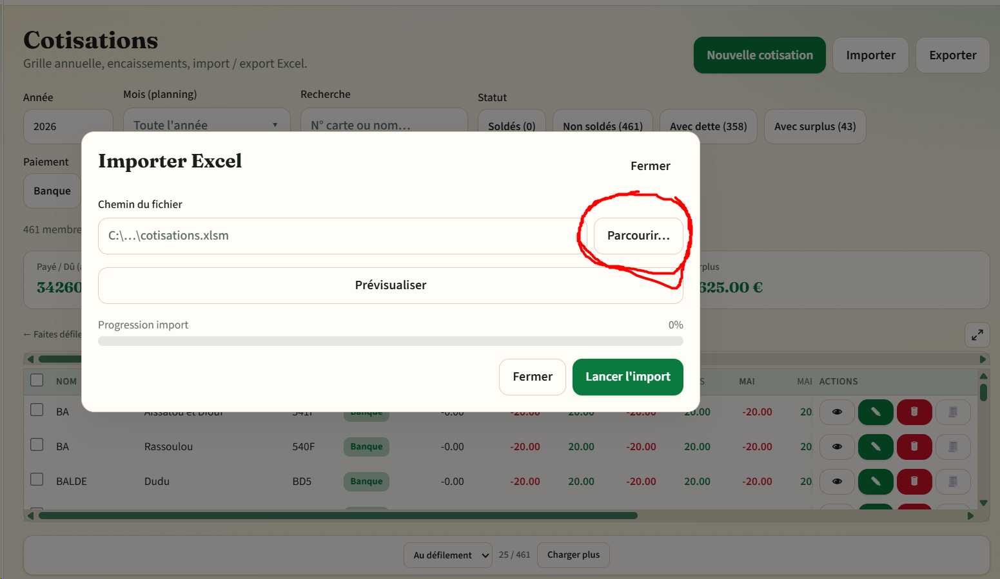 Cotisations
Grille annuelle, encaissements, import / export Excel.
Nouvelle cotisation
Importer
Exporter
Année
Mois (planning)
Recherche
Statut
2026
Toute l'année
N° carte ou nom…
Soldés (0)
Non soldés (461)
Avec dette (358)
Avec surplus (43)
Paiement
Banque
461 membre
Payé / Dû (
34260
rplus
625.00 €
← Faites défile
Importer Excel
Fermer
Chemin du fichier
C:\…\cotisations.xlsm
Parcourir…
Prévisualiser
Progression import
0%
Fermer
Lancer l'import
NOM
S
MAI
MAI
ACTIONS
BA Aissatou et Diouf 541F Banque -0.00 -20.00 20.00 -20.00 20.00 -20.00 20.
BA Rassoulou 540F Banque -0.00 -20.00 20.00 -20.00 20.00 -20.00 20.
BALDE Dudu BD5 Banque -0.00 -20.00 20.00 -20.00 20.00 -20.00 20.
Au défilement
25 / 461
Charger plus